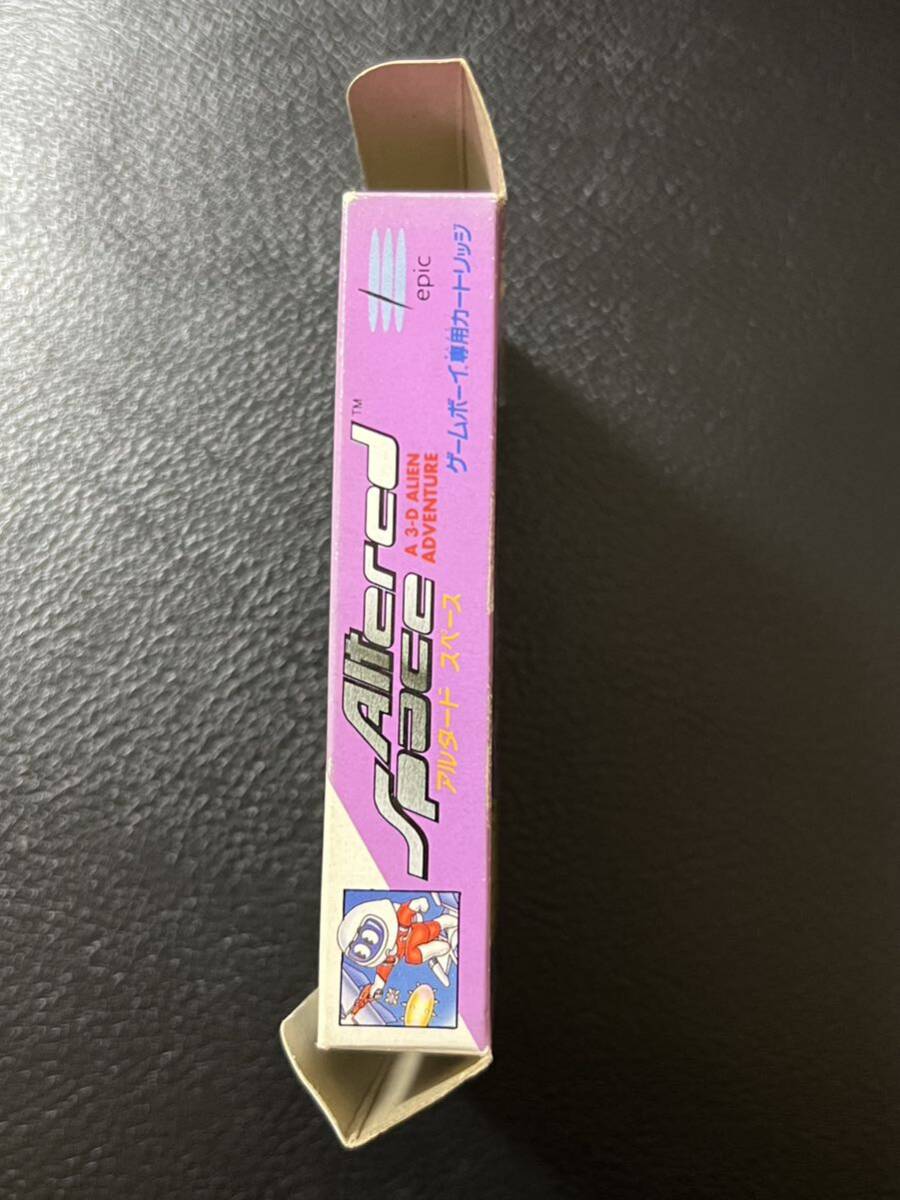 Altered
Space
™
A 3-D ALIEN
ADVENTURE
アルタード スペース
epic
ゲームボーイ専用カートリッジ